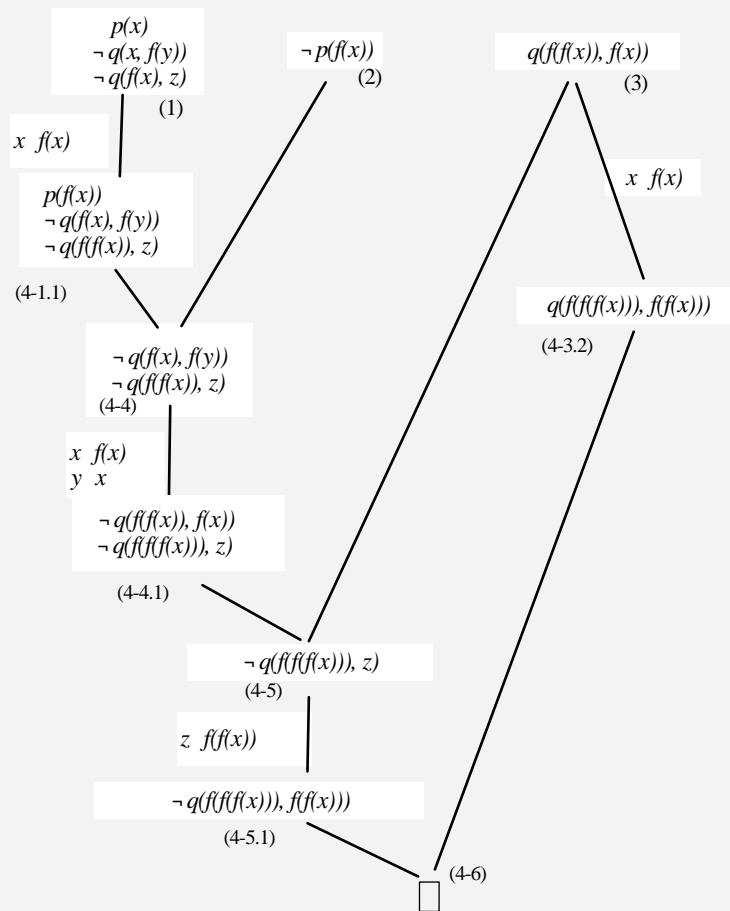 p(x)
¬ q(x, f(y))
¬ q(f(x), z)
(1)
¬ p(f(x))
(2)
q(f(f(x)), f(x))
(3)
x f(x)
p(f(x))
¬ q(f(x), f(y))
¬ q(f(f(x)), z)
(4-1.1)
x f(x)
q(f(f(f(x))), f(f(x)))
(4-3.2)
¬ q(f(x), f(y))
¬ q(f(f(x)), z)
(4-4)
x f(x)
y x
¬ q(f(f(x)), f(x))
¬ q(f(f(f(x))), z)
(4-4.1)
¬ q(f(f(f(x))), z)
(4-5)
z f(f(x))
¬ q(f(f(f(x))), f(f(x)))
(4-5.1)
(4-6)